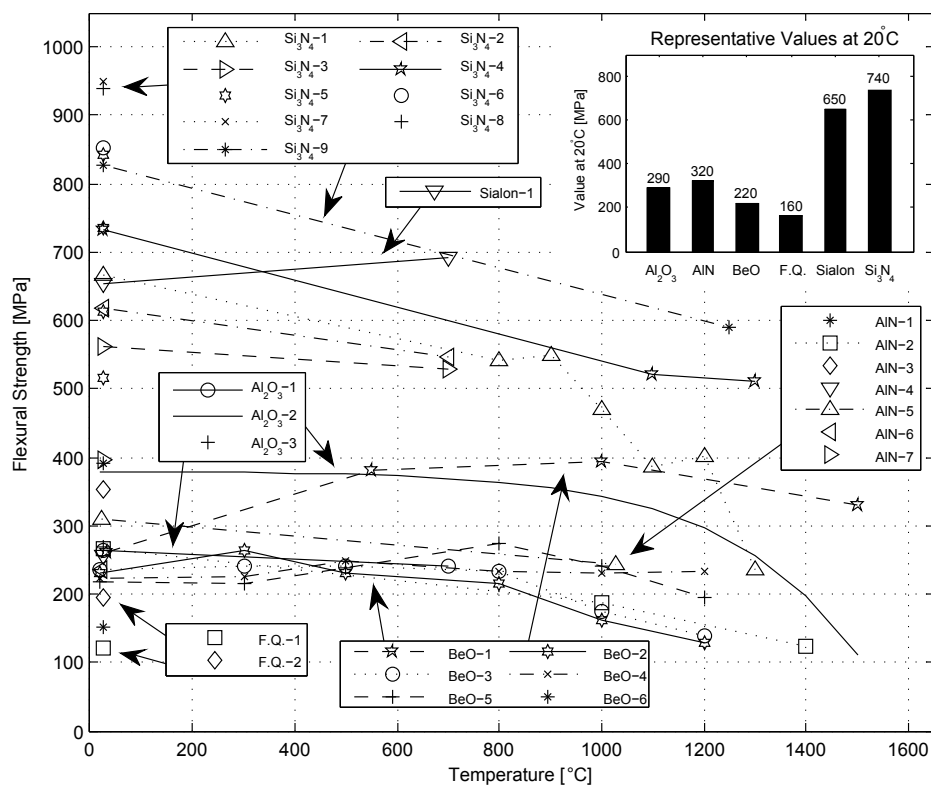 Flexural Strength [MPa]
1000
900
800
700
600
500
400
300
200
100
0
0 200 400 600 800 1000 1200 1400 1600
Temperature [°C]
Si3N4−1 Si3N4−2
Si3N4−3 Si3N4−4
Si3N4−5 Si3N4−6
Si3N4−7 Si3N4−8
Si3N4−9
Sialon−1
Representative Values at 20°C
Value at 20°C [MPa]
800
600
400
200
0
290 320 220 160 650 740
Al2O3 AlN BeO F.Q. Sialon Si3N4
Al2O3−1
Al2O3−2
Al2O3−3
AlN−1
AlN−2
AlN−3
AlN−4
AlN−5
AlN−6
AlN−7
F.Q.−1
F.Q.−2
BeO−1 BeO−2
BeO−3 BeO−4
BeO−5 BeO−6